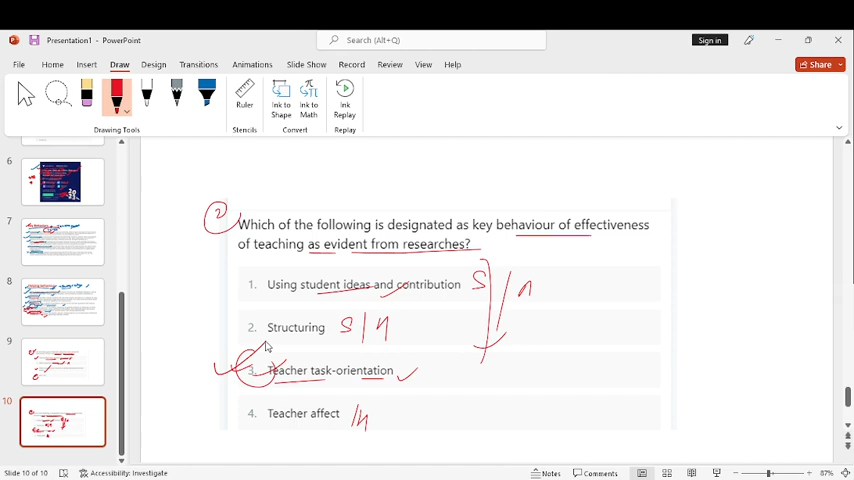 Presentation1 - PowerPoint
Search (Alt+Q)
Sign in
File Home Insert Draw Design Transitions Animations Slide Show Record Review View Help
Share
Ruler
Ink to Shape
Ink to Math
Ink Replay
Drawing Tools
Stencils
Convert
Replay
6
7
8
9
10
2
Which of the following is designated as key behaviour of effectiveness
of teaching as evident from researches?
1. Using student ideas and contribution S
2. Structuring S/H
3. Teacher task-orientation
4. Teacher affect /H
Slide 10 of 10
Accessibility: Investigate
Notes
Comments
87%